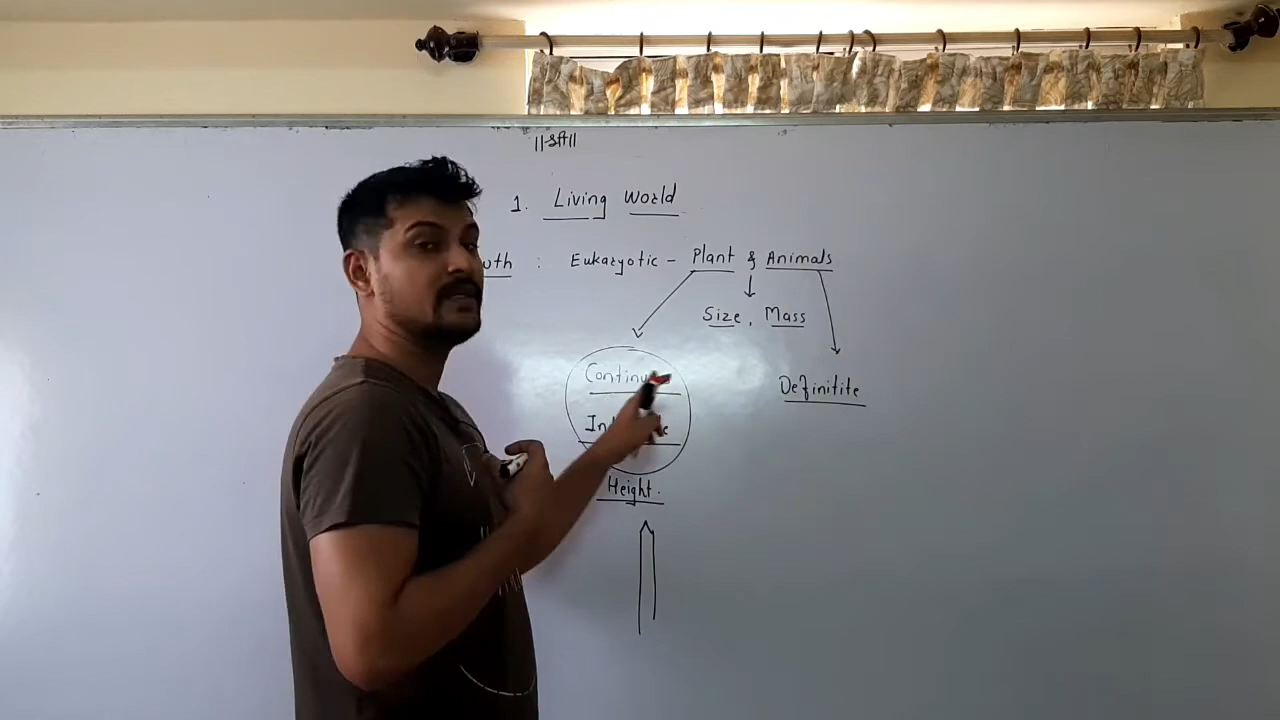 ||श्री||
1. Living World
: Eukaryotic - Plant & Animals
Size, Mass
Definitite
Height.